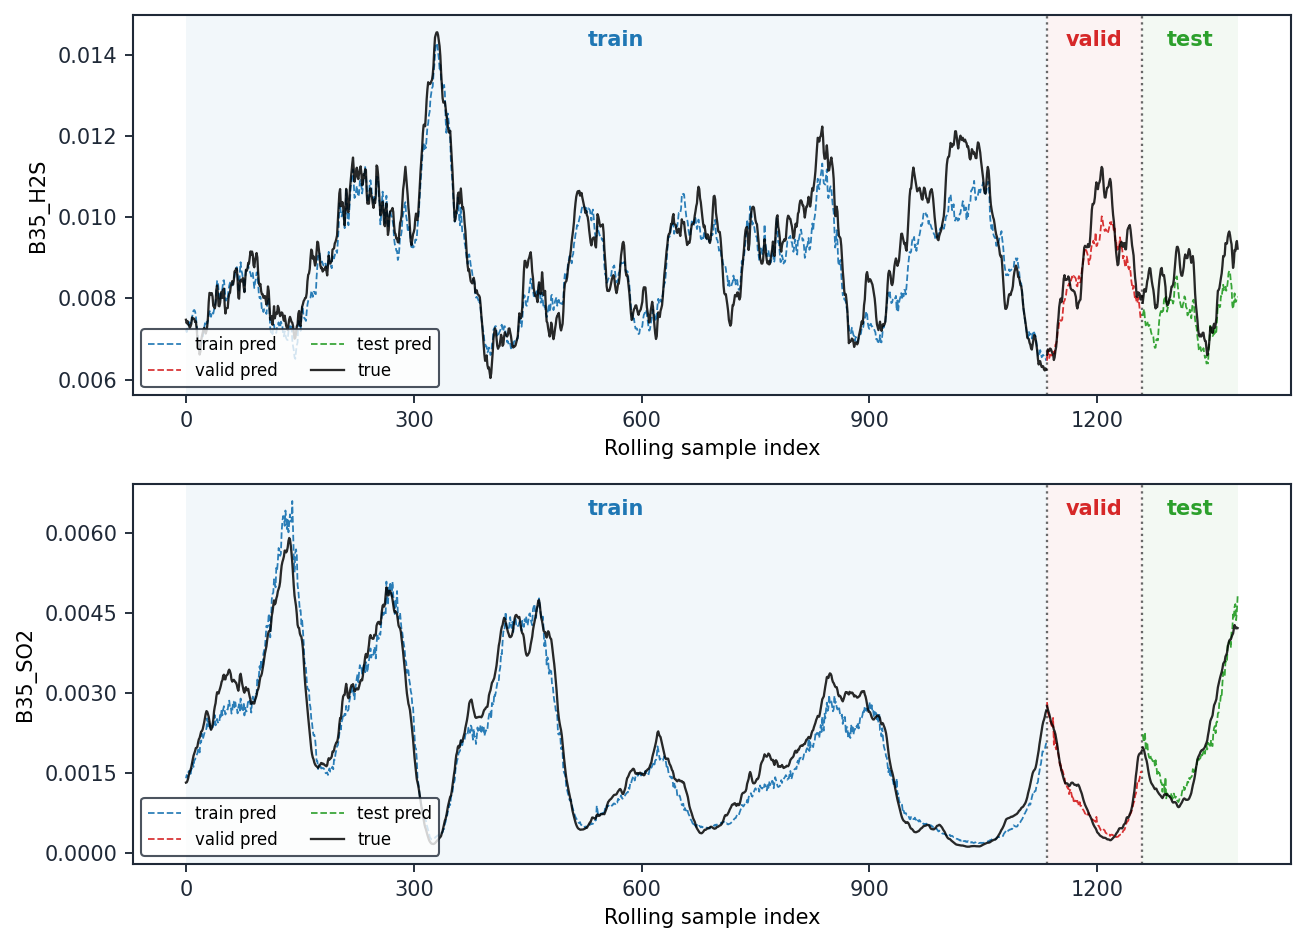 train valid test
B35_H2S
0.014
0.012
0.010
0.008
0.006
train pred test pred
valid pred true
0 300 600 900 1200
Rolling sample index
train valid test
B35_SO2
0.0060
0.0045
0.0030
0.0015
0.0000
train pred test pred
valid pred true
0 300 600 900 1200
Rolling sample index